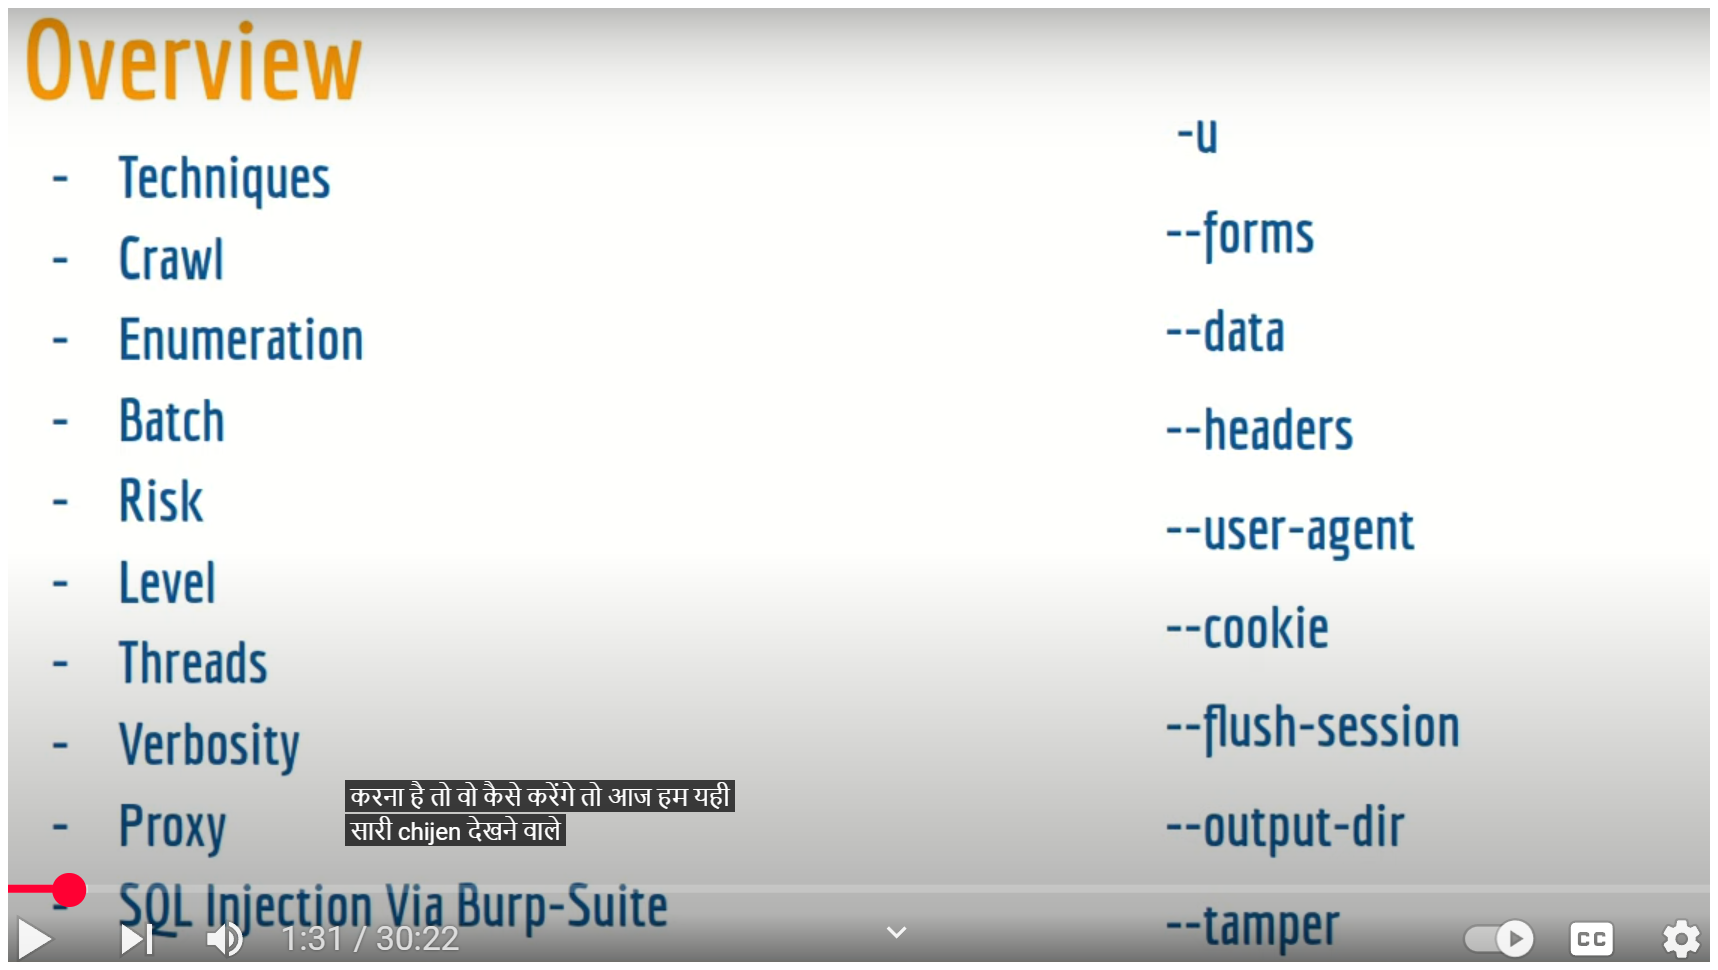 Overview
- Techniques
- Crawl
- Enumeration
- Batch
- Risk
- Level
- Threads
- Verbosity
- Proxy
- SQL Injection Via Burp-Suite
-u
--forms
--data
--headers
--user-agent
--cookie
--flush-session
--output-dir
--tamper
करना है तो वो कैसे करेंगे तो आज हम यही
सारी chijen देखने वाले
1:31 / 30:22
CC